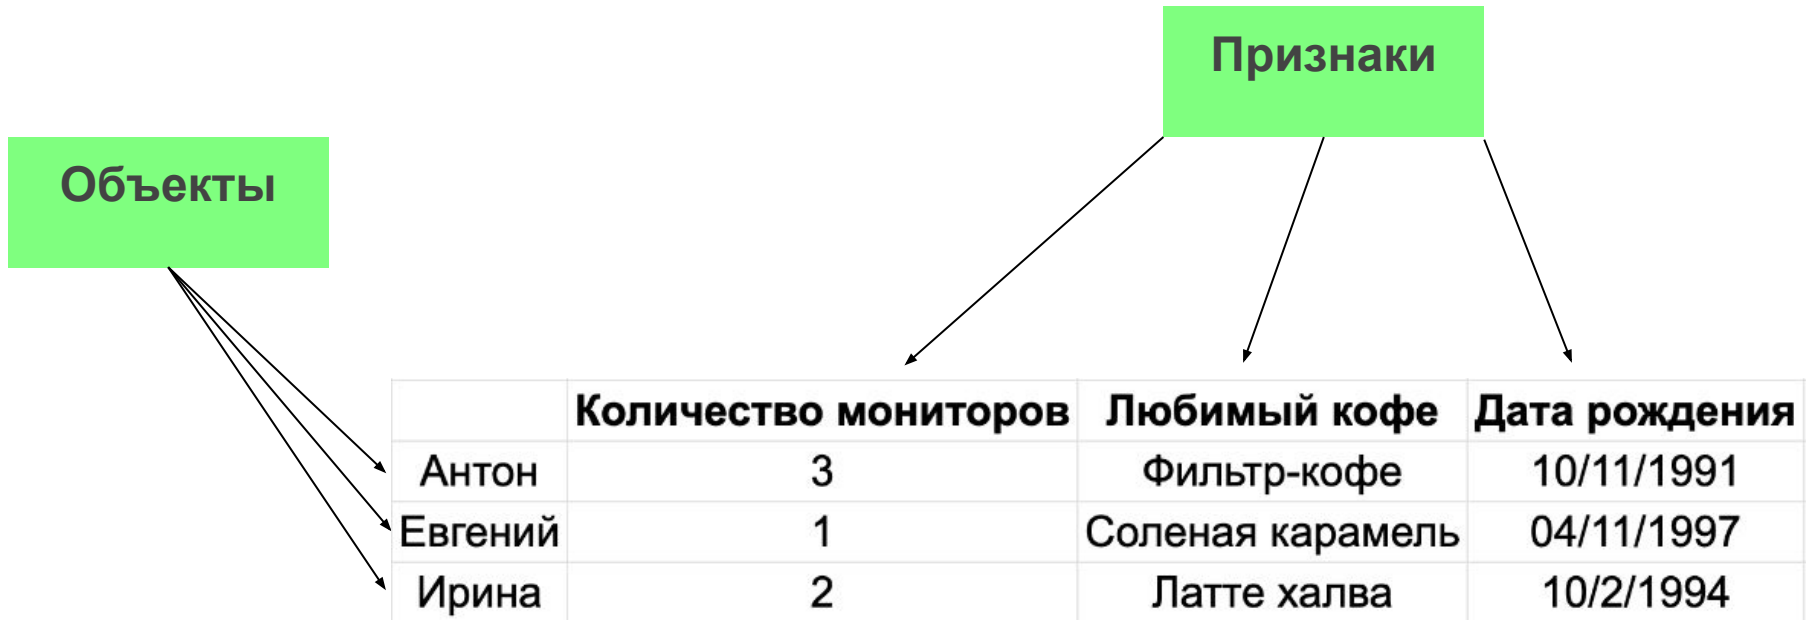 Признаки
Объекты
Количество мониторов Любимый кофе Дата рождения
Антон 3 Фильтр-кофе 10/11/1991
Евгений 1 Соленая карамель 04/11/1997
Ирина 2 Латте халва 10/2/1994